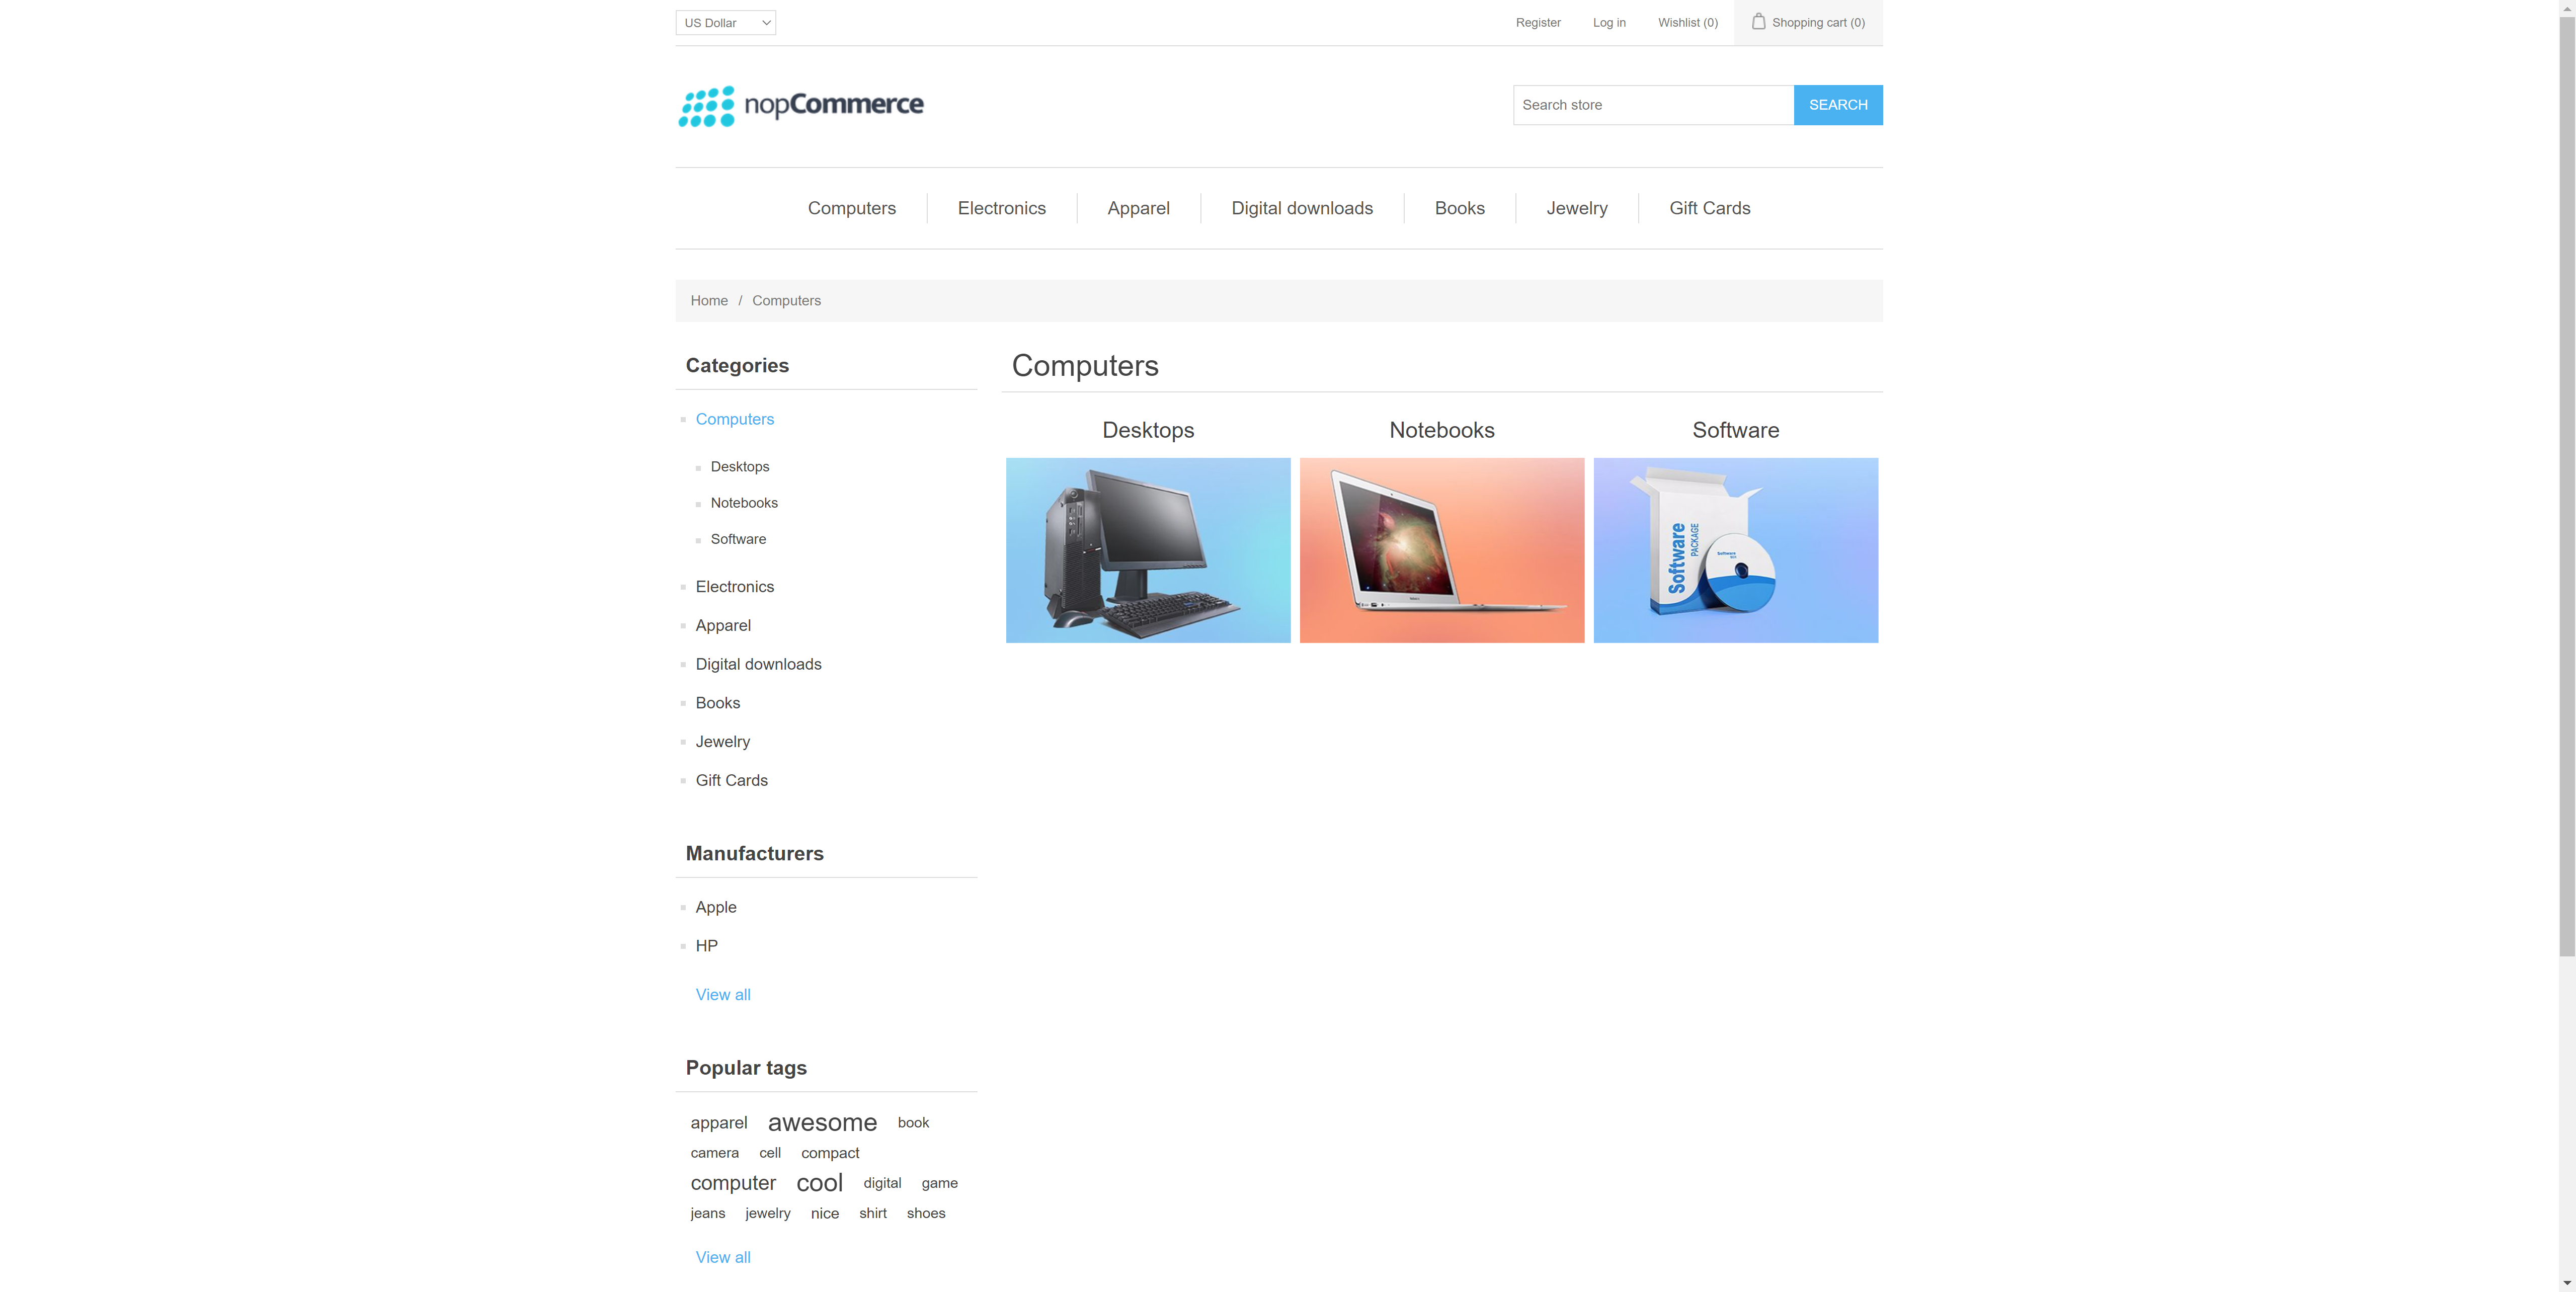 US Dollar
Register Log in Wishlist (0) Shopping cart (0)
nopCommerce
Search store SEARCH
Computers Electronics Apparel Digital downloads Books Jewelry Gift Cards
Home / Computers
Categories
Computers
Desktops
Notebooks
Software
Electronics
Apparel
Digital downloads
Books
Jewelry
Gift Cards
Manufacturers
Apple
HP
View all
Popular tags
apparel awesome book
camera cell compact
computer cool digital game
jeans jewelry nice shirt shoes
View all
Computers
Desktops Notebooks Software
Software
PACKAGE
Software